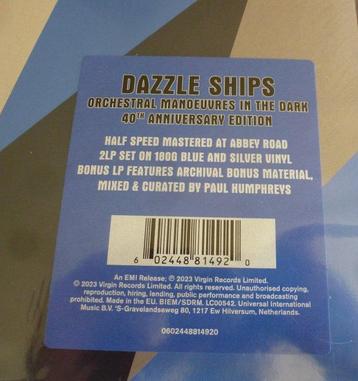 DAZZLE SHIPS
ORCHESTRAL MANOEUVRES IN THE DARK
40TH ANNIVERSARY EDITION
HALF SPEED MASTERED AT ABBEY ROAD
2LP SET ON 180G BLUE AND SILVER VINYL
BONUS LP FEATURES ARCHIVAL BONUS MATERIAL,
MIXED & CURATED BY PAUL HUMPHREYS
6 02448 81492 0
An EMI Release; ℗ 2023 Virgin Records Limited.
© 2023 Virgin Records Limited. All rights reserved. Unauthorised copying,
reproduction, hiring, lending, public performance and broadcasting
prohibited. Made in the EU. BIEM/SDRM. LC00542. Universal International
Music B.V. 'S-Gravelandseweg 80, 1217 Ew Hilversum, Netherlands.
0602448814920